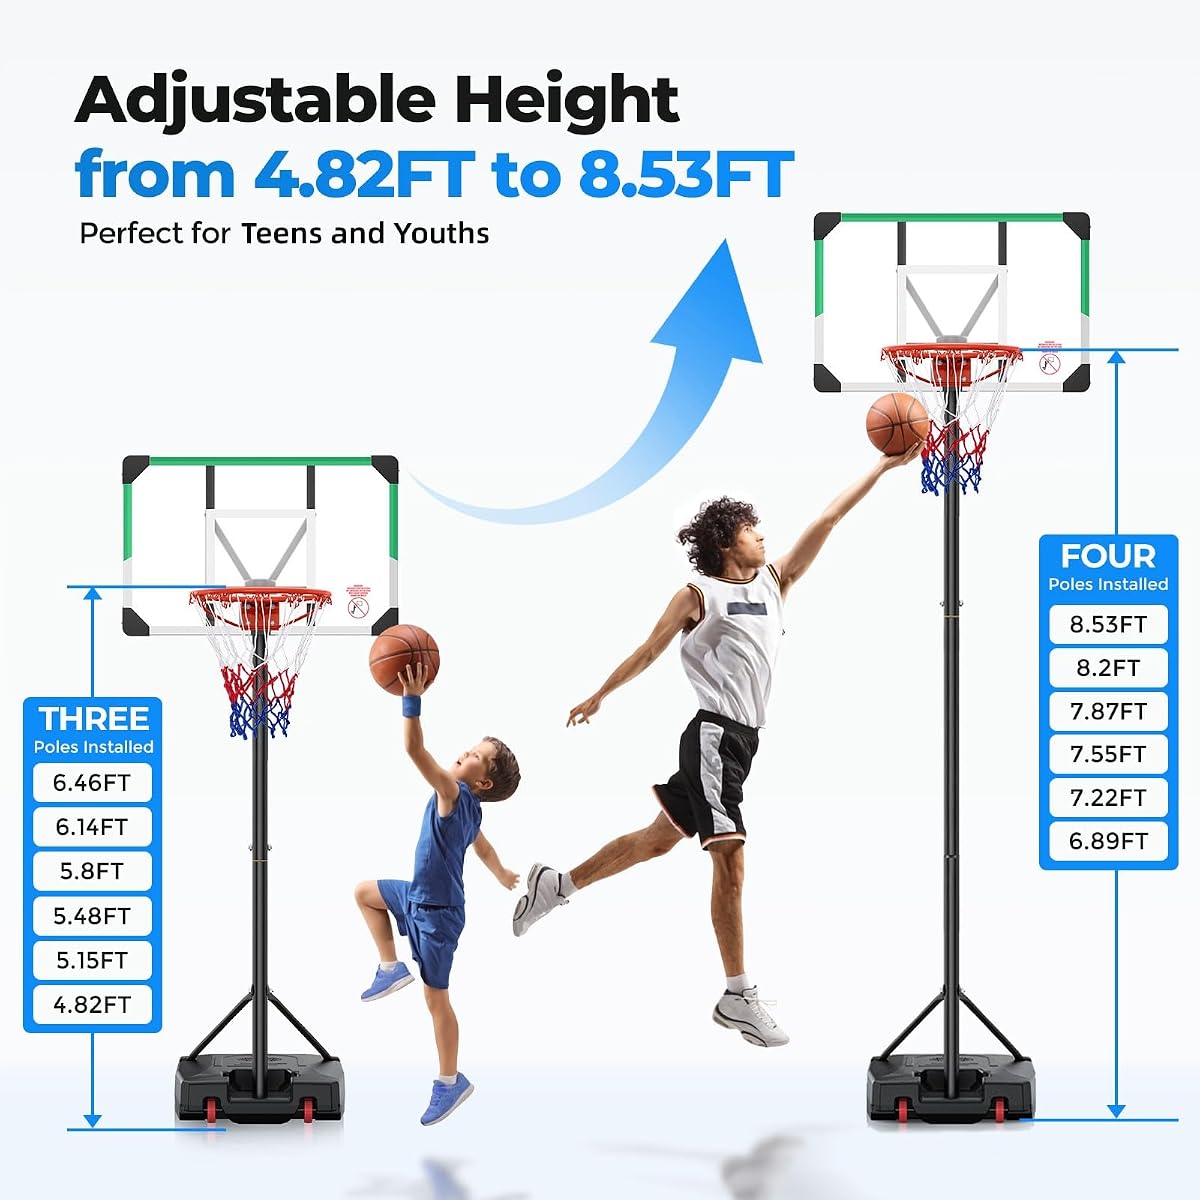 Adjustable Height
from 4.82FT to 8.53FT
Perfect for Teens and Youths
THREE
Poles Installed
6.46FT
6.14FT
5.8FT
5.48FT
5.15FT
4.82FT
FOUR
Poles Installed
8.53FT
8.2FT
7.87FT
7.55FT
7.22FT
6.89FT